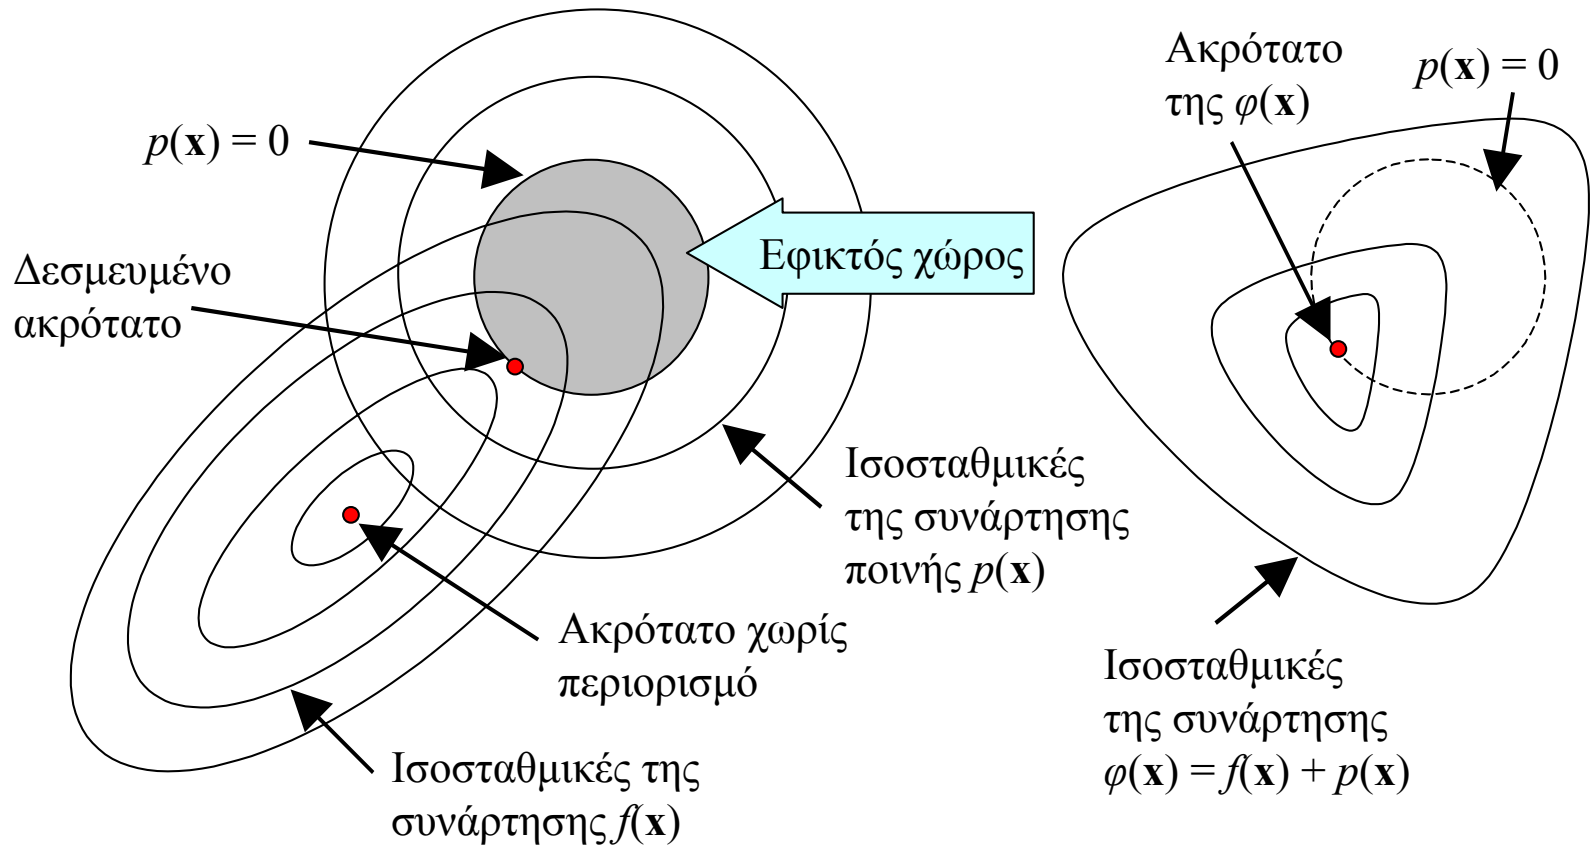 p(x) = 0
Δεσμευμένο
ακρότατο
Εφικτός χώρος
Ισοσταθμικές
της συνάρτησης
ποινής p(x)
Ακρότατο χωρίς
περιορισμό
Ισοσταθμικές της
συνάρτησης f(x)
Ακρότατο
της φ(x)
p(x) = 0
Ισοσταθμικές
της συνάρτησης
φ(x) = f(x) + p(x)